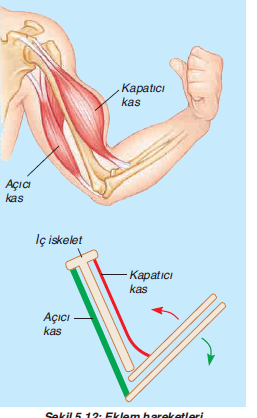 Kapatıcı
kas
Açıcı
kas
İç iskelet
Kapatıcı
kas
Açıcı
kas
Şekil 5.12: Eklem hareketleri